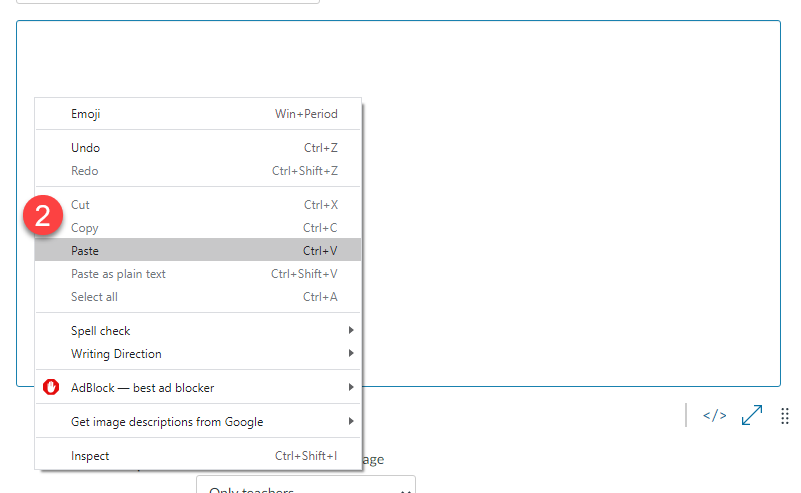 Emoji Win+Period
Undo Ctrl+Z
Redo Ctrl+Shift+Z
2
Cut Ctrl+X
Copy Ctrl+C
Paste Ctrl+V
Paste as plain text Ctrl+Shift+V
Select all Ctrl+A
Spell check
Writing Direction
AdBlock — best ad blocker
</>
Get image descriptions from Google
Inspect Ctrl+Shift+I
age
Only teachers